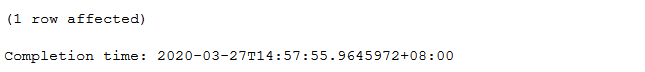 (1 row affected)
Completion time: 2020-03-27T14:57:55.9645972+08:00